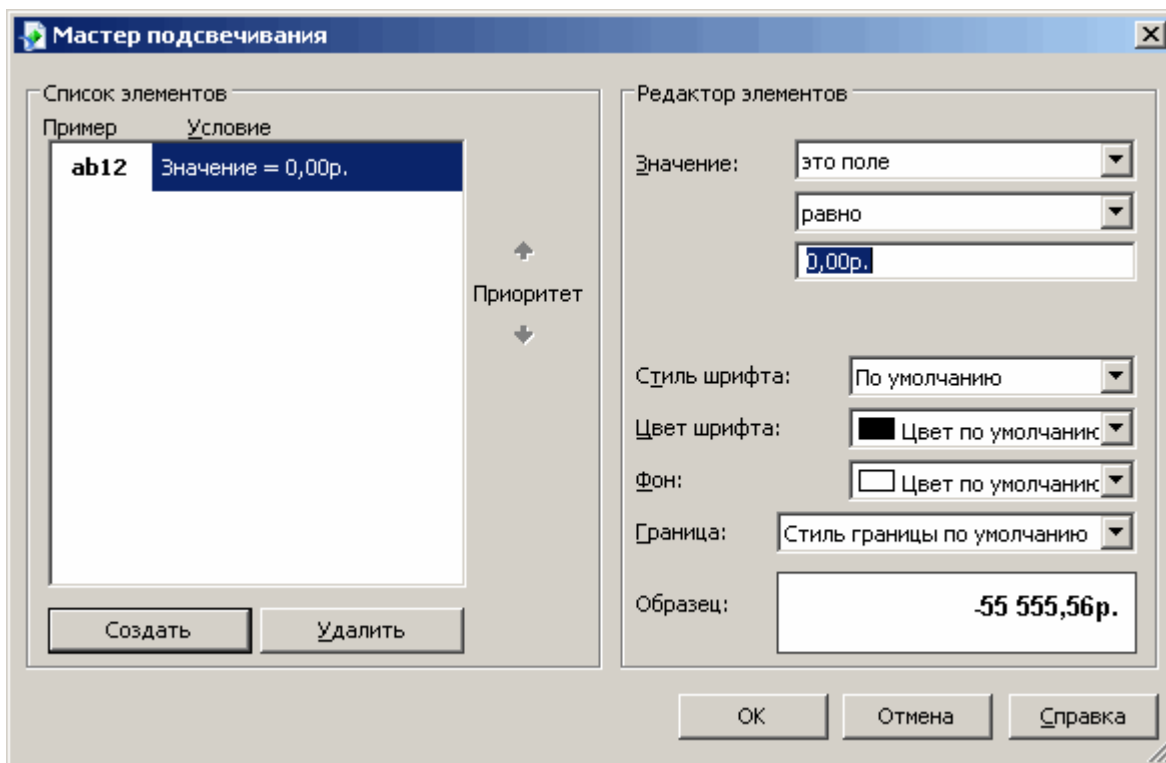 Мастер подсвечивания
Список элементов
Пример Условие
ab12 Значение = 0,00р.
Приоритет
Создать Удалить
Редактор элементов
Значение: это поле
равно
0,00р.
Стиль шрифта: По умолчанию
Цвет шрифта: Цвет по умолчанию
Фон: Цвет по умолчанию
Граница: Стиль границы по умолчанию
Образец: -55 555,56р.
OK Отмена Справка